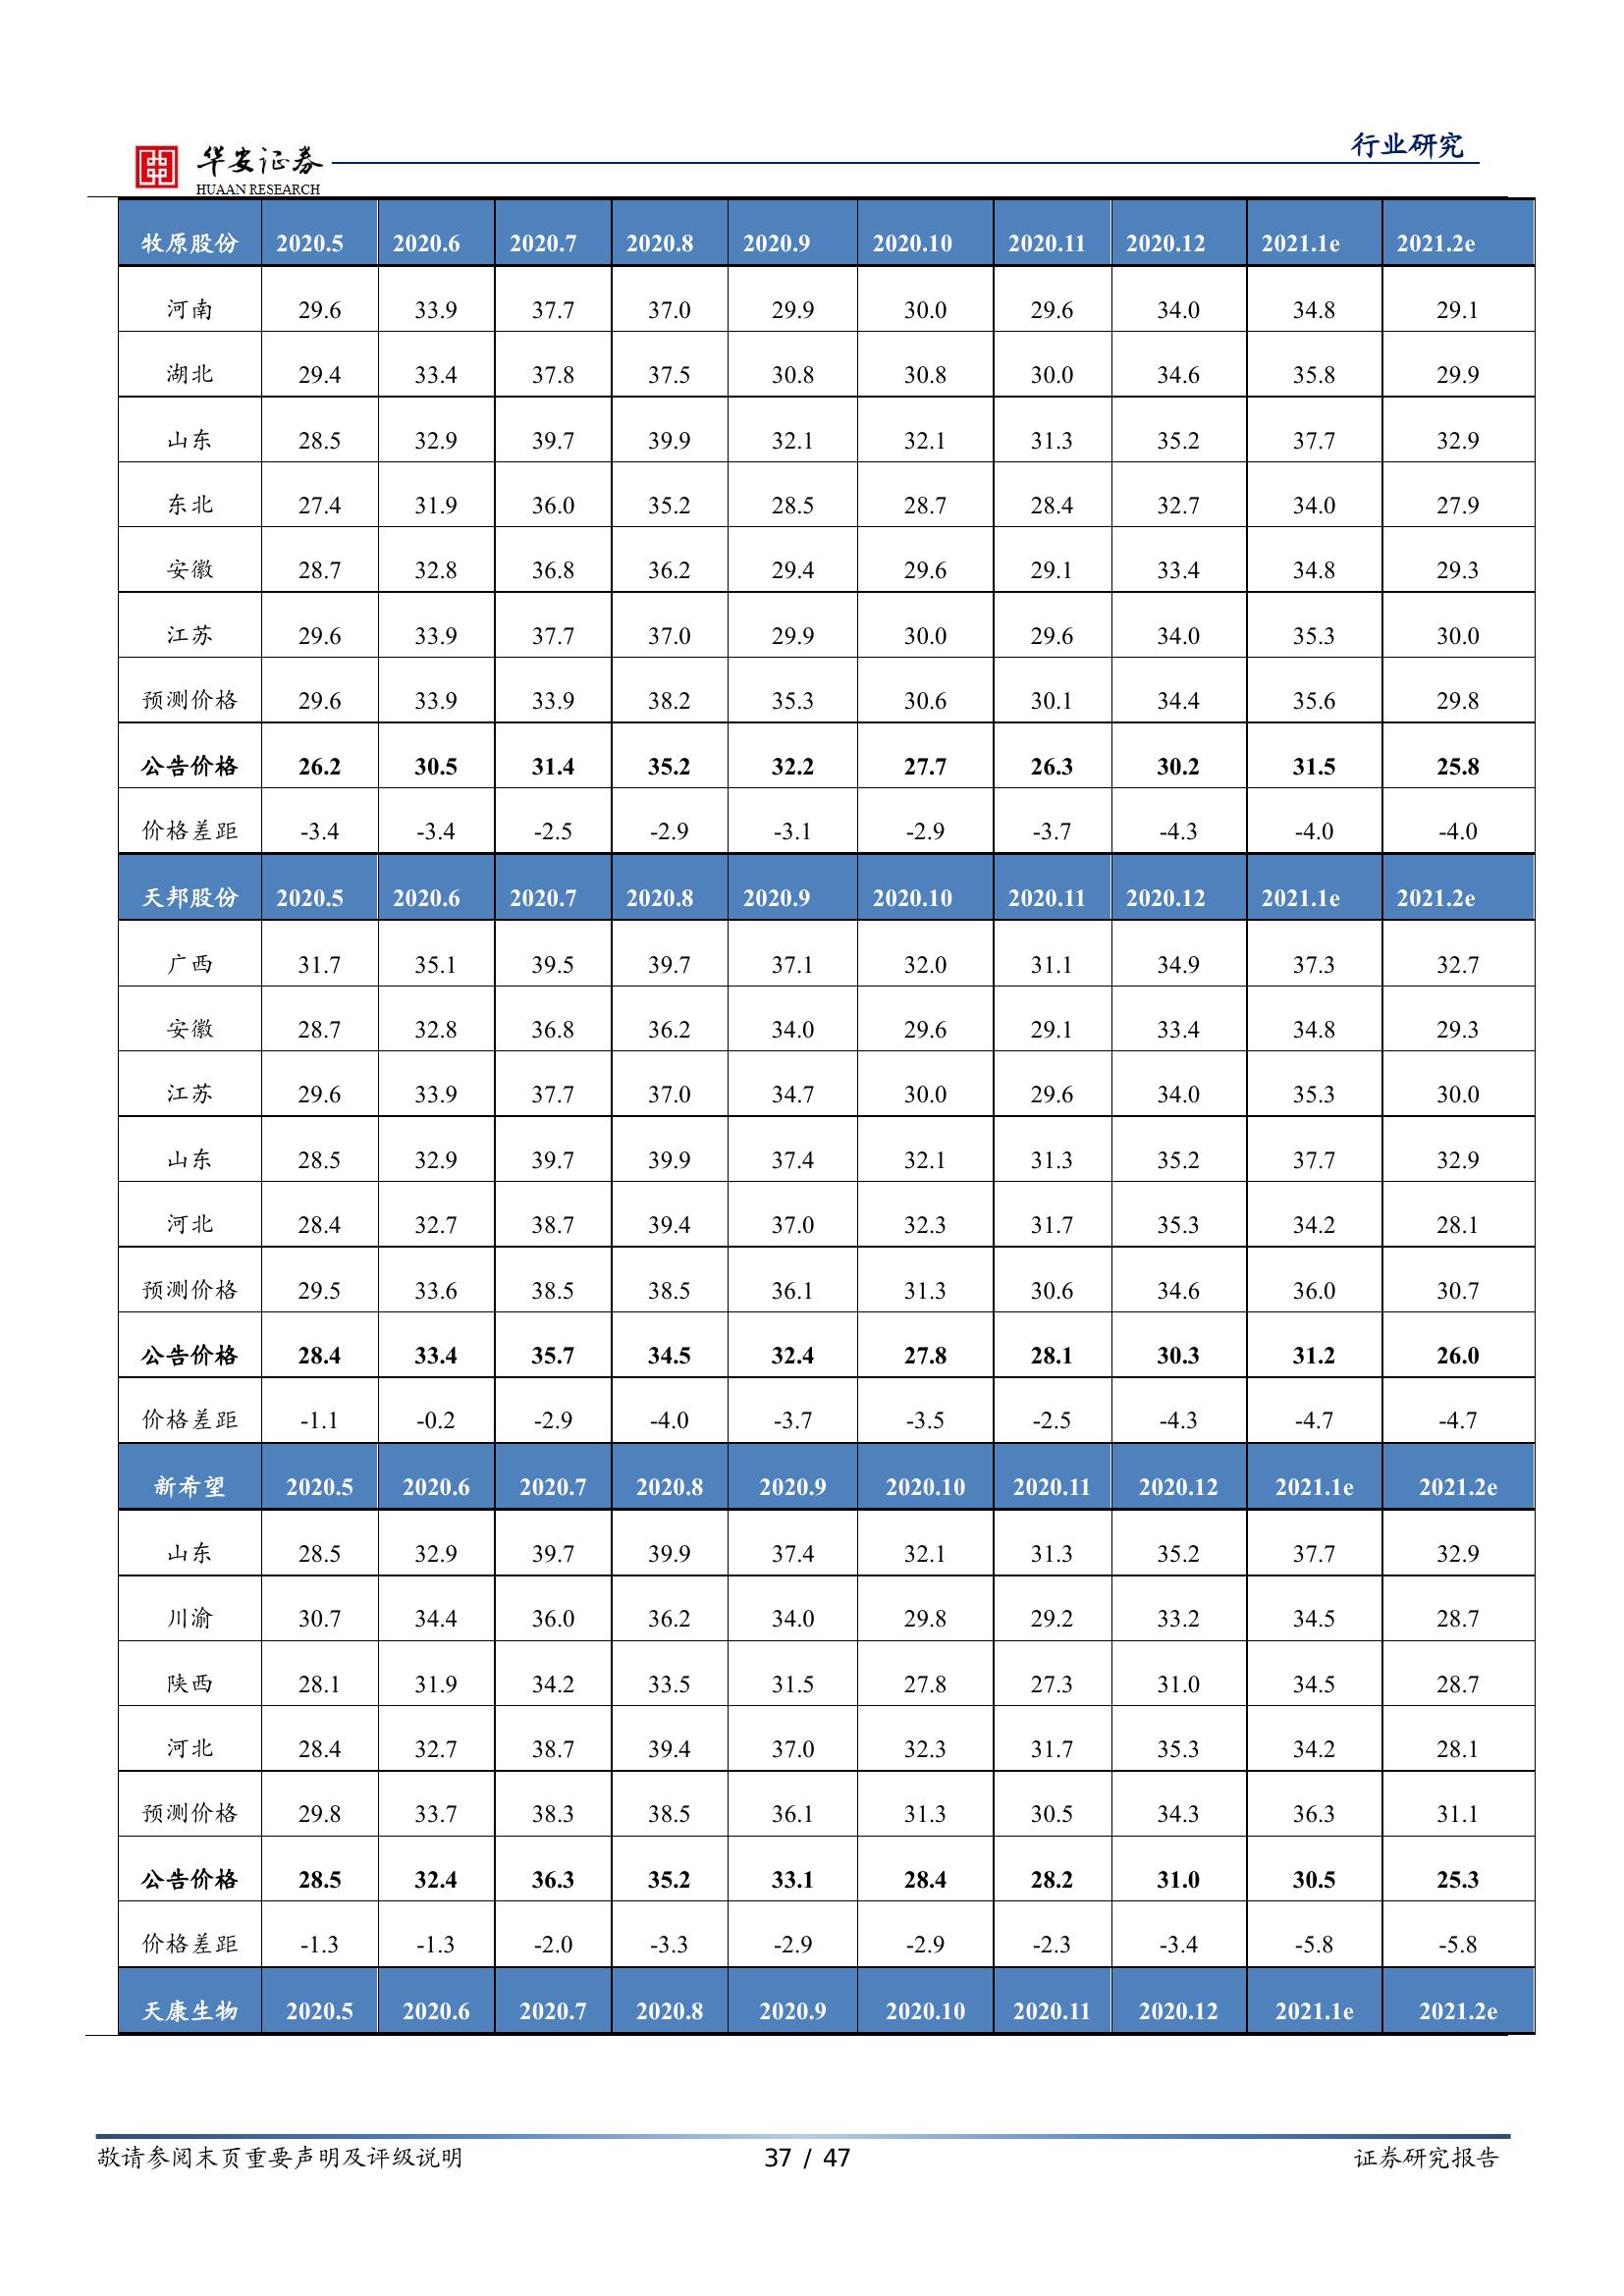 行业研究
华安证券
HUAAN RESEARCH
牧原股份 2020.5 2020.6 2020.7 2020.8 2020.9 2020.10 2020.11 2020.12 2021.1e 2021.2e
河南 29.6 33.9 37.7 37.0 29.9 30.0 29.6 34.0 34.8 29.1
湖北 29.4 33.4 37.8 37.5 30.8 30.8 30.0 34.6 35.8 29.9
山东 28.5 32.9 39.7 39.9 32.1 32.1 31.3 35.2 37.7 32.9
东北 27.4 31.9 36.0 35.2 28.5 28.7 28.4 32.7 34.0 27.9
安徽 28.7 32.8 36.8 36.2 29.4 29.6 29.1 33.4 34.8 29.3
江苏 29.6 33.9 37.7 37.0 29.9 30.0 29.6 34.0 35.3 30.0
预测价格 29.6 33.9 33.9 38.2 35.3 30.6 30.1 34.4 35.6 29.8
公告价格 26.2 30.5 31.4 35.2 32.2 27.7 26.3 30.2 31.5 25.8
价格差距 -3.4 -3.4 -2.5 -2.9 -3.1 -2.9 -3.7 -4.3 -4.0 -4.0
天邦股份 2020.5 2020.6 2020.7 2020.8 2020.9 2020.10 2020.11 2020.12 2021.1e 2021.2e
广西 31.7 35.1 39.5 39.7 37.1 32.0 31.1 34.9 37.3 32.7
安徽 28.7 32.8 36.8 36.2 34.0 29.6 29.1 33.4 34.8 29.3
江苏 29.6 33.9 37.7 37.0 34.7 30.0 29.6 34.0 35.3 30.0
山东 28.5 32.9 39.7 39.9 37.4 32.1 31.3 35.2 37.7 32.9
河北 28.4 32.7 38.7 39.4 37.0 32.3 31.7 35.3 34.2 28.1
预测价格 29.5 33.6 38.5 38.5 36.1 31.3 30.6 34.6 36.0 30.7
公告价格 28.4 33.4 35.7 34.5 32.4 27.8 28.1 30.3 31.2 26.0
价格差距 -1.1 -0.2 -2.9 -4.0 -3.7 -3.5 -2.5 -4.3 -4.7 -4.7
新希望 2020.5 2020.6 2020.7 2020.8 2020.9 2020.10 2020.11 2020.12 2021.1e 2021.2e
山东 28.5 32.9 39.7 39.9 37.4 32.1 31.3 35.2 37.7 32.9
川渝 30.7 34.4 36.0 36.2 34.0 29.8 29.2 33.2 34.5 28.7
陕西 28.1 31.9 34.2 33.5 31.5 27.8 27.3 31.0 34.5 28.7
河北 28.4 32.7 38.7 39.4 37.0 32.3 31.7 35.3 34.2 28.1
预测价格 29.8 33.7 38.3 38.5 36.1 31.3 30.5 34.3 36.3 31.1
公告价格 28.5 32.4 36.3 35.2 33.1 28.4 28.2 31.0 30.5 25.3
价格差距 -1.3 -1.3 -2.0 -3.3 -2.9 -2.9 -2.3 -3.4 -5.8 -5.8
天康生物 2020.5 2020.6 2020.7 2020.8 2020.9 2020.10 2020.11 2020.12 2021.1e 2021.2e
敬请参阅末页重要声明及评级说明 37 / 47 证券研究报告